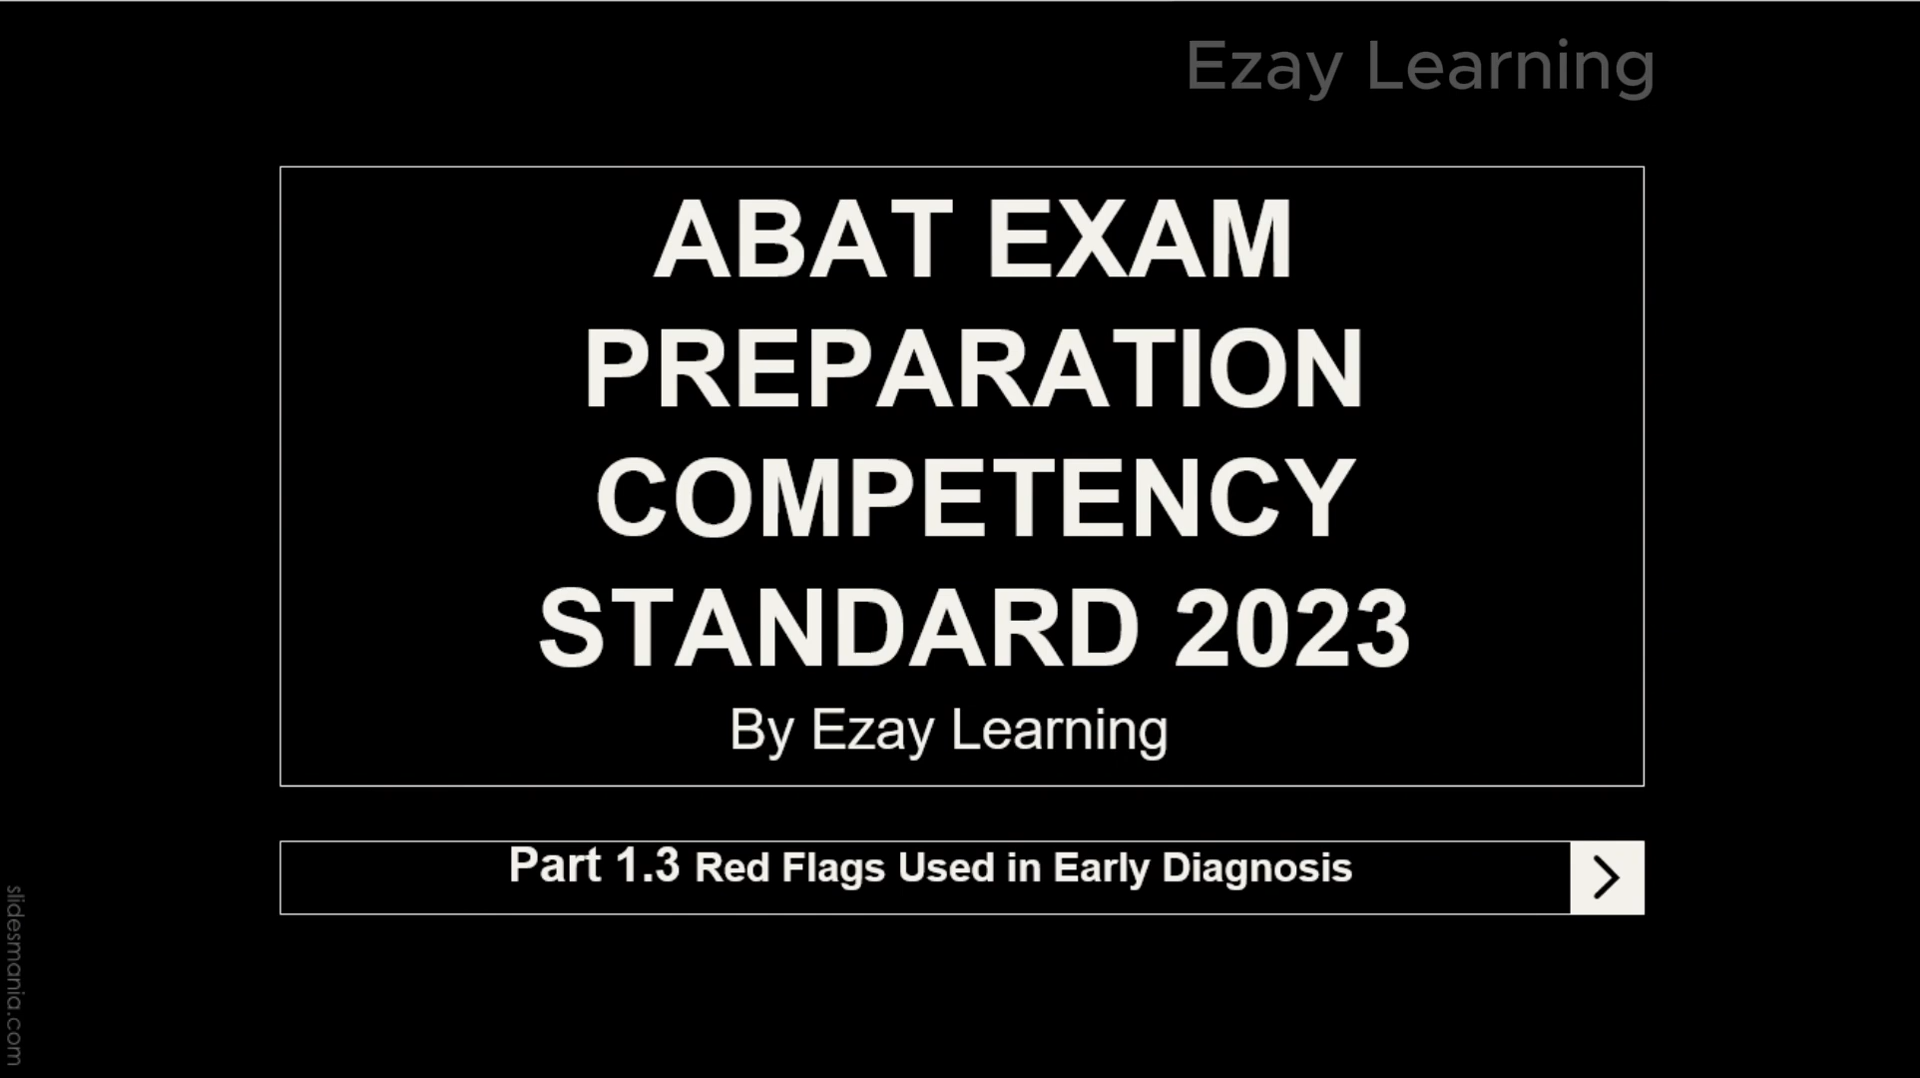 Ezay Learning
ABAT EXAM
PREPARATION
COMPETENCY
STANDARD 2023
By Ezay Learning
Part 1.3 Red Flags Used in Early Diagnosis
slidesmania.com